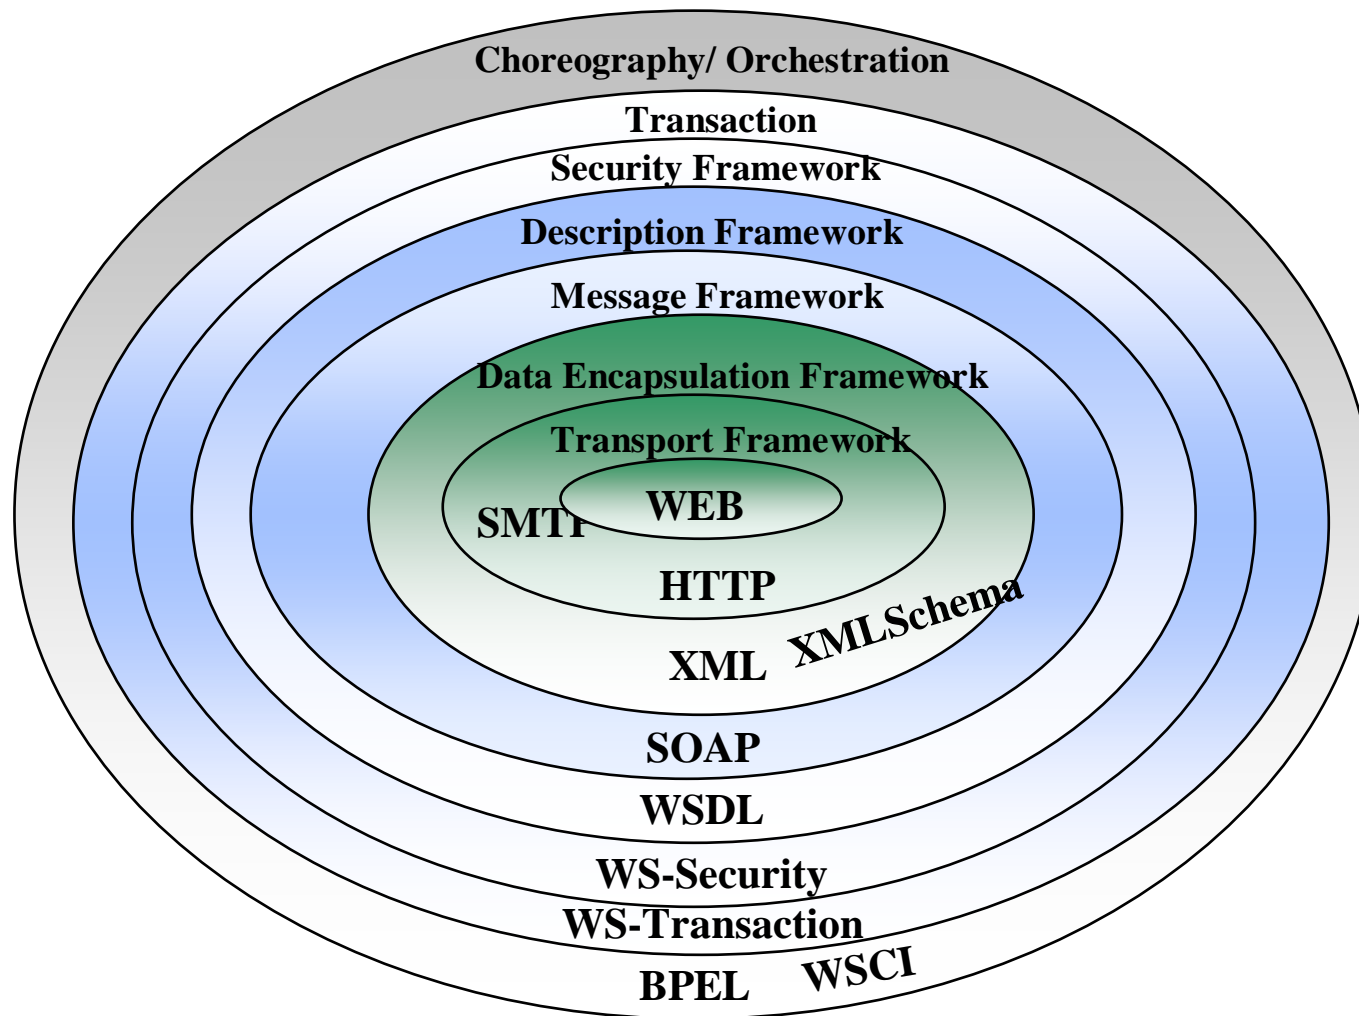 Choreography/ Orchestration
Transaction
Security Framework
Description Framework
Message Framework
Data Encapsulation Framework
Transport Framework
WEB
SMTP
HTTP
XMLSchema
XML
SOAP
WSDL
WS-Security
WS-Transaction
WSCI
BPEL